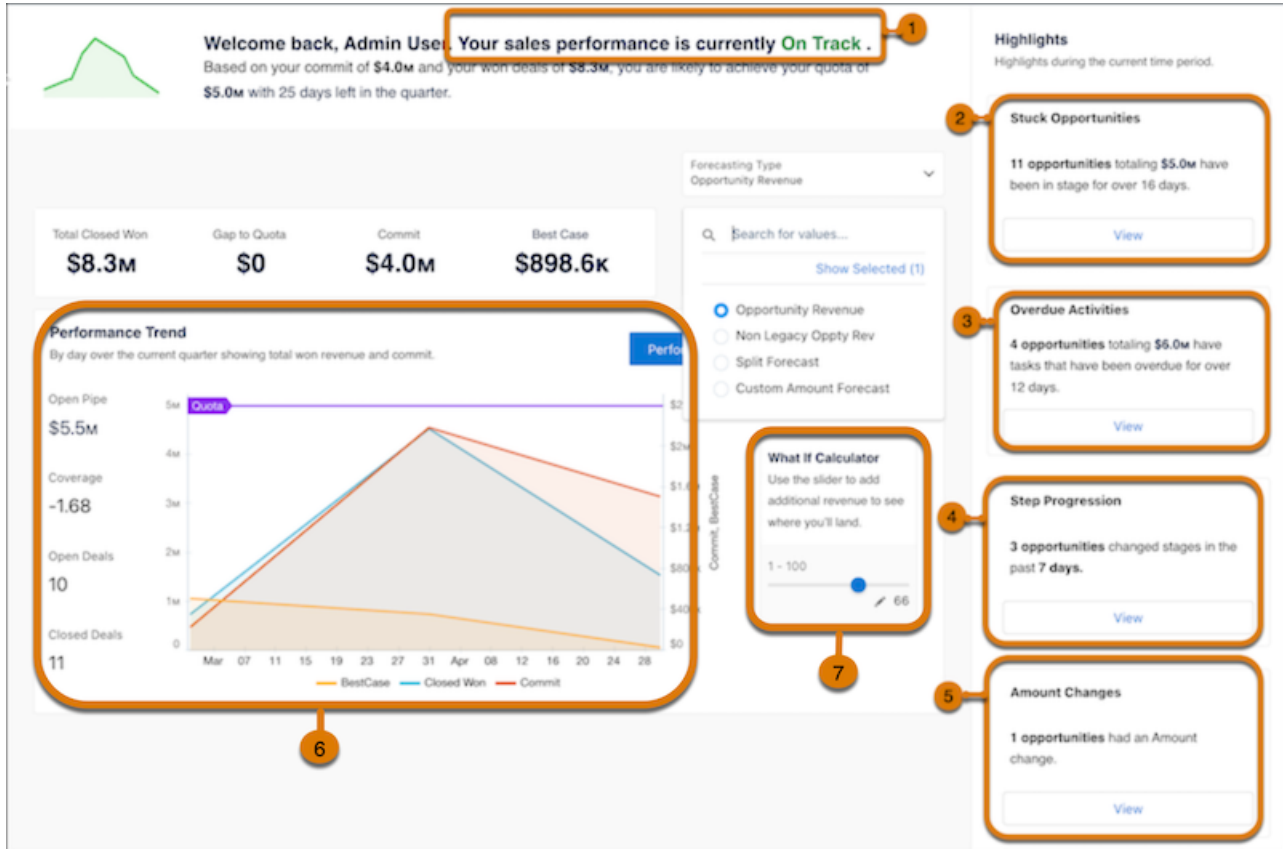 Welcome back, Admin User. Your sales performance is currently On Track .
Based on your commit of $4.0M and your won deals of $8.3M, you are likely to achieve your quota of
$5.0M with 25 days left in the quarter.
1
Highlights
Highlights during the current time period.
2
Stuck Opportunities
11 opportunities totaling $5.0M have
been in stage for over 16 days.
View
3
Overdue Activities
4 opportunities totaling $6.0M have
tasks that have been overdue for over
12 days.
View
4
Step Progression
3 opportunities changed stages in the
past 7 days.
View
5
Amount Changes
1 opportunities had an Amount
change.
View
Forecasting Type
Opportunity Revenue
Search for values...
Show Selected (1)
Opportunity Revenue
Non Legacy Oppty Rev
Split Forecast
Custom Amount Forecast
Total Closed Won
$8.3M
Gap to Quota
$0
Commit
$4.0M
Best Case
$898.6K
Performance Trend
By day over the current quarter showing total won revenue and commit.
Perfo
Open Pipe
$5.5M
Coverage
-1.68
Open Deals
10
Closed Deals
11
Quota
5M
4M
3M
2M
1M
0
$2
$2M
$1.6
$1.2
$800
$40
$0
Commit, BestCase
Mar 07 11 15 19 23 27 31 Apr 08 12 16 20 24 28
BestCase Closed Won Commit
6
What If Calculator
Use the slider to add
additional revenue to see
where you'll land.
1 - 100
66
7